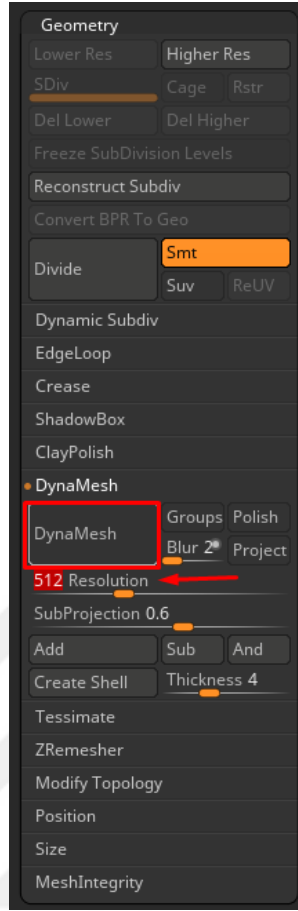 Geometry
Lower Res Higher Res
SDiv Cage Rstr
Del Lower Del Higher
Freeze SubDivision Levels
Reconstruct Subdiv
Convert BPR To Geo
Divide Smt
Suv ReUV
Dynamic Subdiv
EdgeLoop
Crease
ShadowBox
ClayPolish
DynaMesh
DynaMesh Groups Polish
Blur 2 Project
512 Resolution
SubProjection 0.6
Add Sub And
Create Shell Thickness 4
Tessimate
ZRemesher
Modify Topology
Position
Size
MeshIntegrity